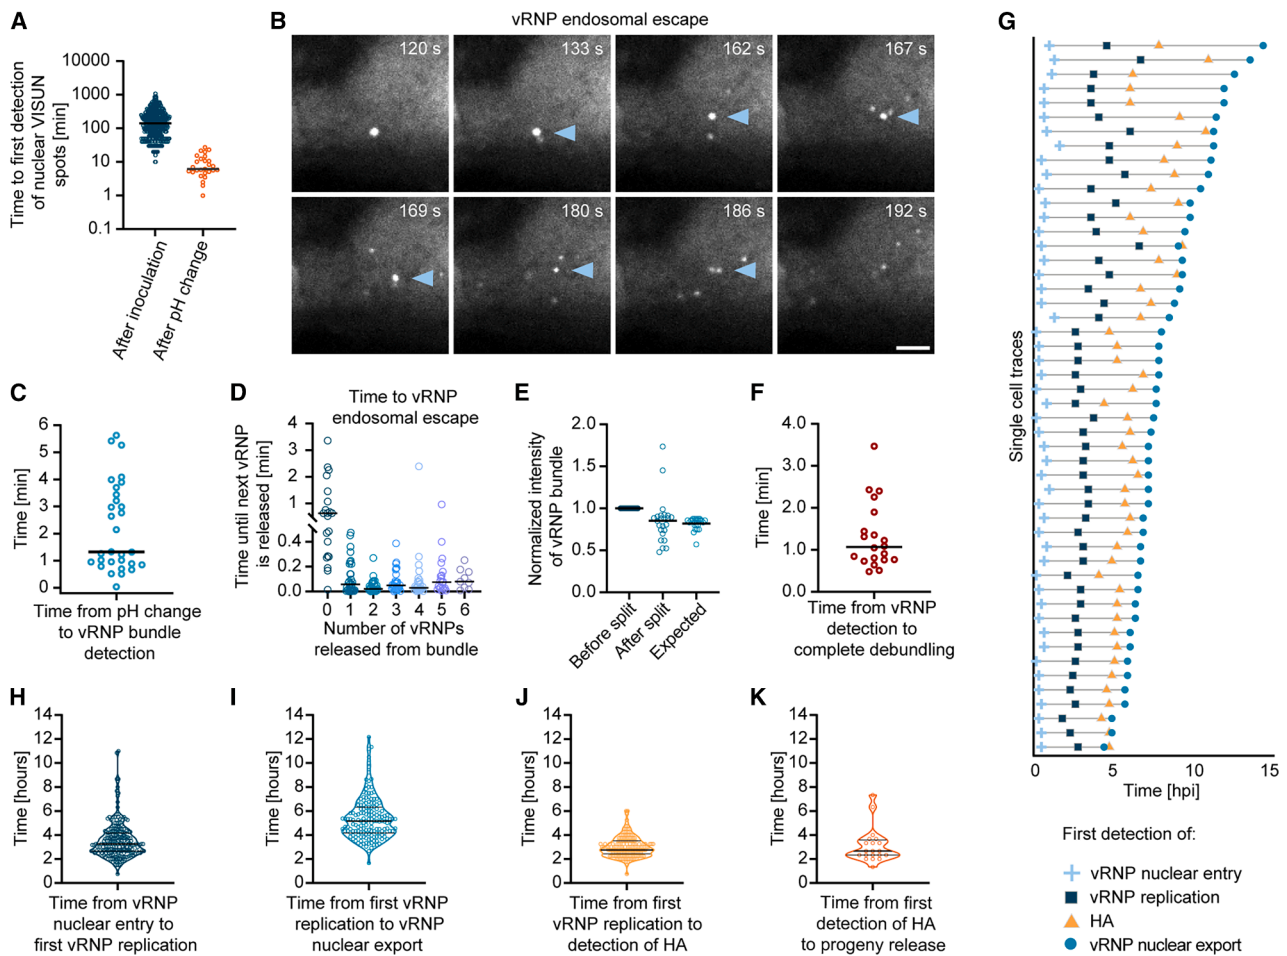 A
Time to first detection
of nuclear VISUN
spots [min]
10000
1000
100
10
1
0.1
After inoculation
After pH change
B
vRNP endosomal escape
120 s
133 s
162 s
167 s
169 s
180 s
186 s
192 s
C
Time [min]
6
5
4
3
2
1
0
Time from pH change
to vRNP bundle
detection
D
Time to vRNP
endosomal escape
Time until next vRNP
is released [min]
4
3
2
1
0.4
0.2
0.0
0 1 2 3 4 5 6
Number of vRNPs
released from bundle
E
Normalized intensity
of vRNP bundle
2.0
1.5
1.0
0.5
0.0
Before split
After split
Expected
F
Time [min]
4.0
3.0
2.0
1.0
0.0
Time from vRNP
detection to
complete debundling
G
Single cell traces
0 5 10 15
Time [hpi]
First detection of:
vRNP nuclear entry
vRNP replication
HA
vRNP nuclear export
H
Time [hours]
14
12
10
8
6
4
2
0
Time from vRNP
nuclear entry to
first vRNP replication
I
Time [hours]
14
12
10
8
6
4
2
0
Time from first vRNP
replication to vRNP
nuclear export
J
Time [hours]
14
12
10
8
6
4
2
0
Time from first
vRNP replication to
detection of HA
K
Time [hours]
14
12
10
8
6
4
2
0
Time from first
detection of HA
to progeny release